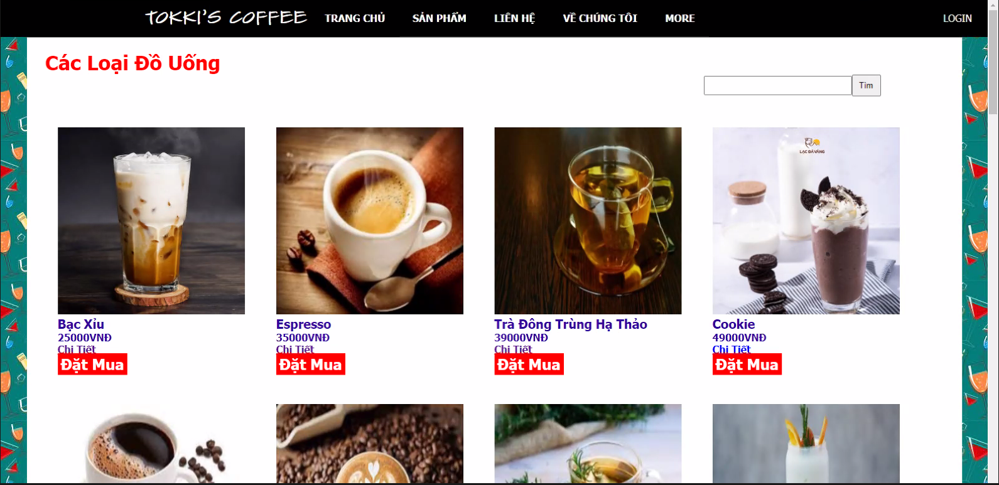 TOKKI'S COFFEE TRANG CHỦ SẢN PHẨM LIÊN HỆ VỀ CHÚNG TÔI MORE LOGIN
Các Loại Đồ Uống
Tìm
LẠC ĐÀ VÀNG
Bạc Xỉu Espresso Trà Đông Trùng Hạ Thảo Cookie
25000VNĐ 35000VNĐ 39000VNĐ 49000VNĐ
Chi Tiết Chi Tiết Chi Tiết Chi Tiết
Đặt Mua Đặt Mua Đặt Mua Đặt Mua